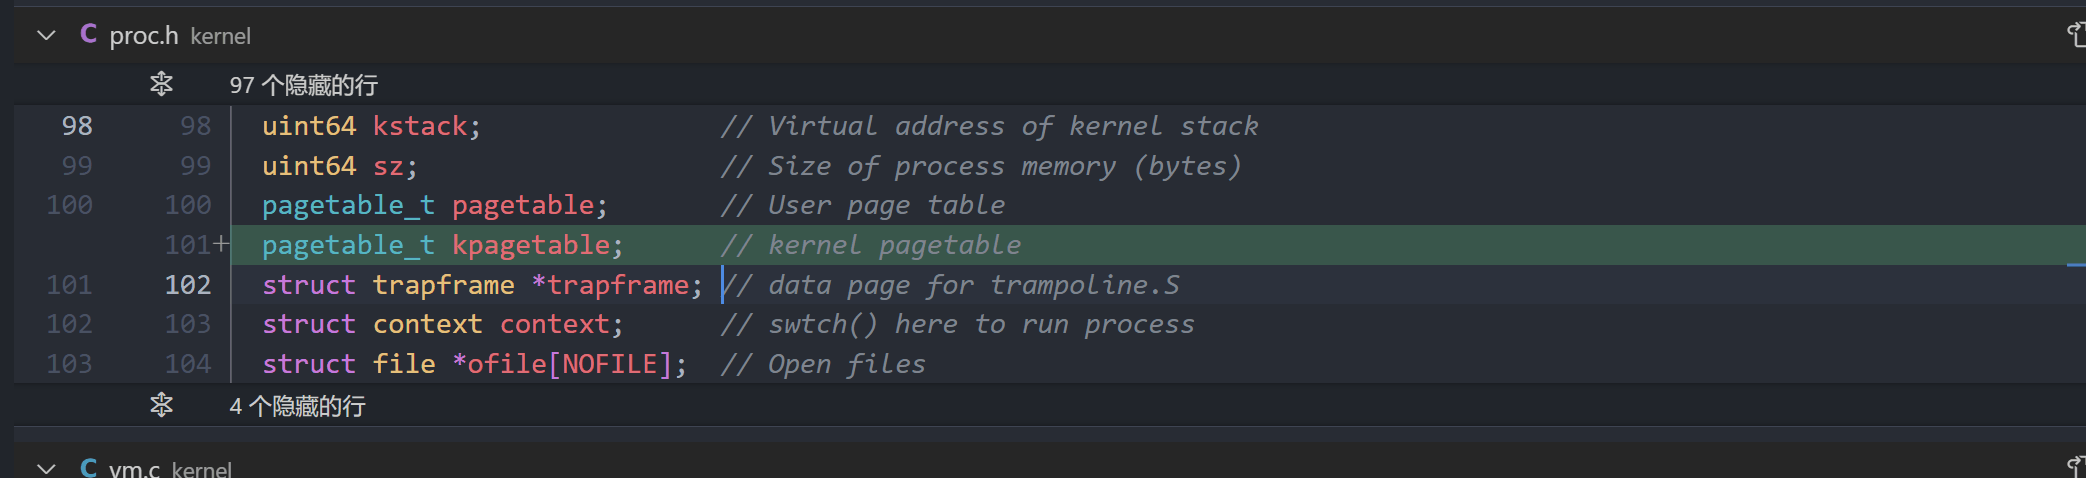 C proc.h kernel
97 个隐藏的行
98 98 uint64 kstack; // Virtual address of kernel stack
99 99 uint64 sz; // Size of process memory (bytes)
100 100 pagetable_t pagetable; // User page table
101+ pagetable_t kpagetable; // kernel pagetable
101 102 struct trapframe *trapframe; // data page for trampoline.S
102 103 struct context context; // swtch() here to run process
103 104 struct file *ofile[NOFILE]; // Open files
4 个隐藏的行
C vm.c kernel